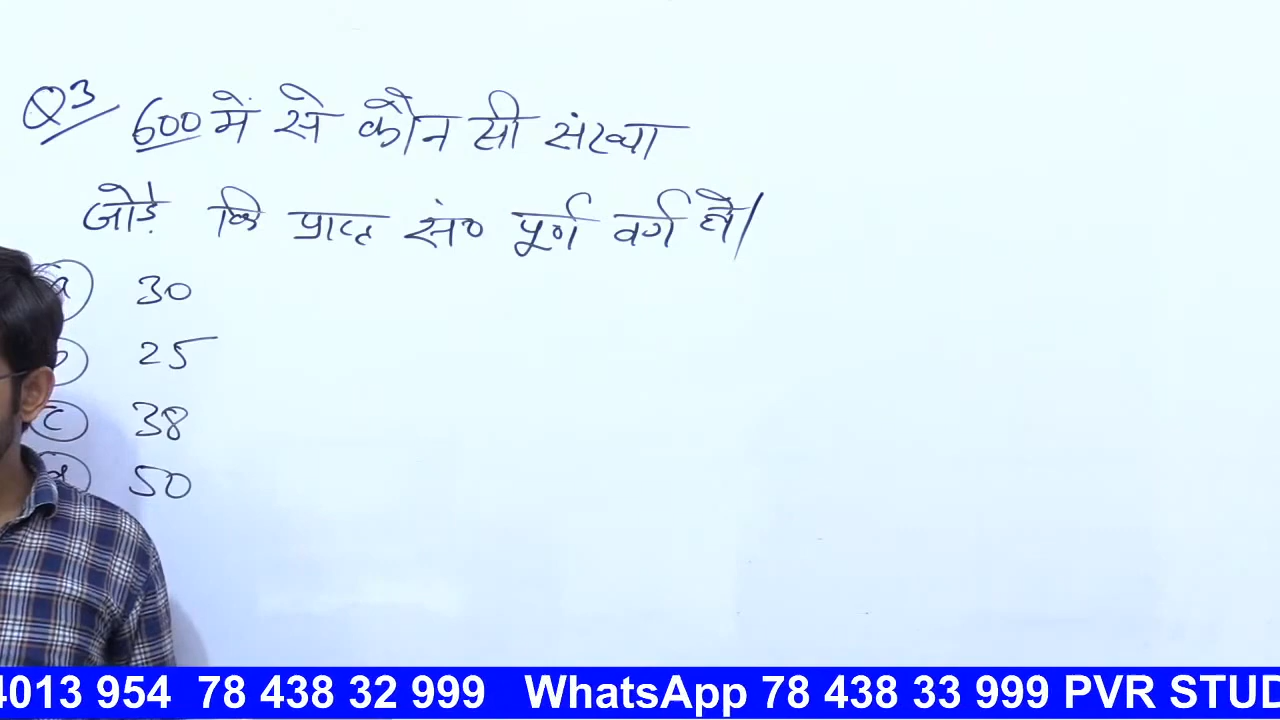 Q3 600 में से कौन सी संख्या
जोड़े कि प्राप्त सं० पूर्ण वर्ग हो।
a 30
b 25
c 38
d 50
4013 954 78 438 32 999 WhatsApp 78 438 33 999 PVR STUD